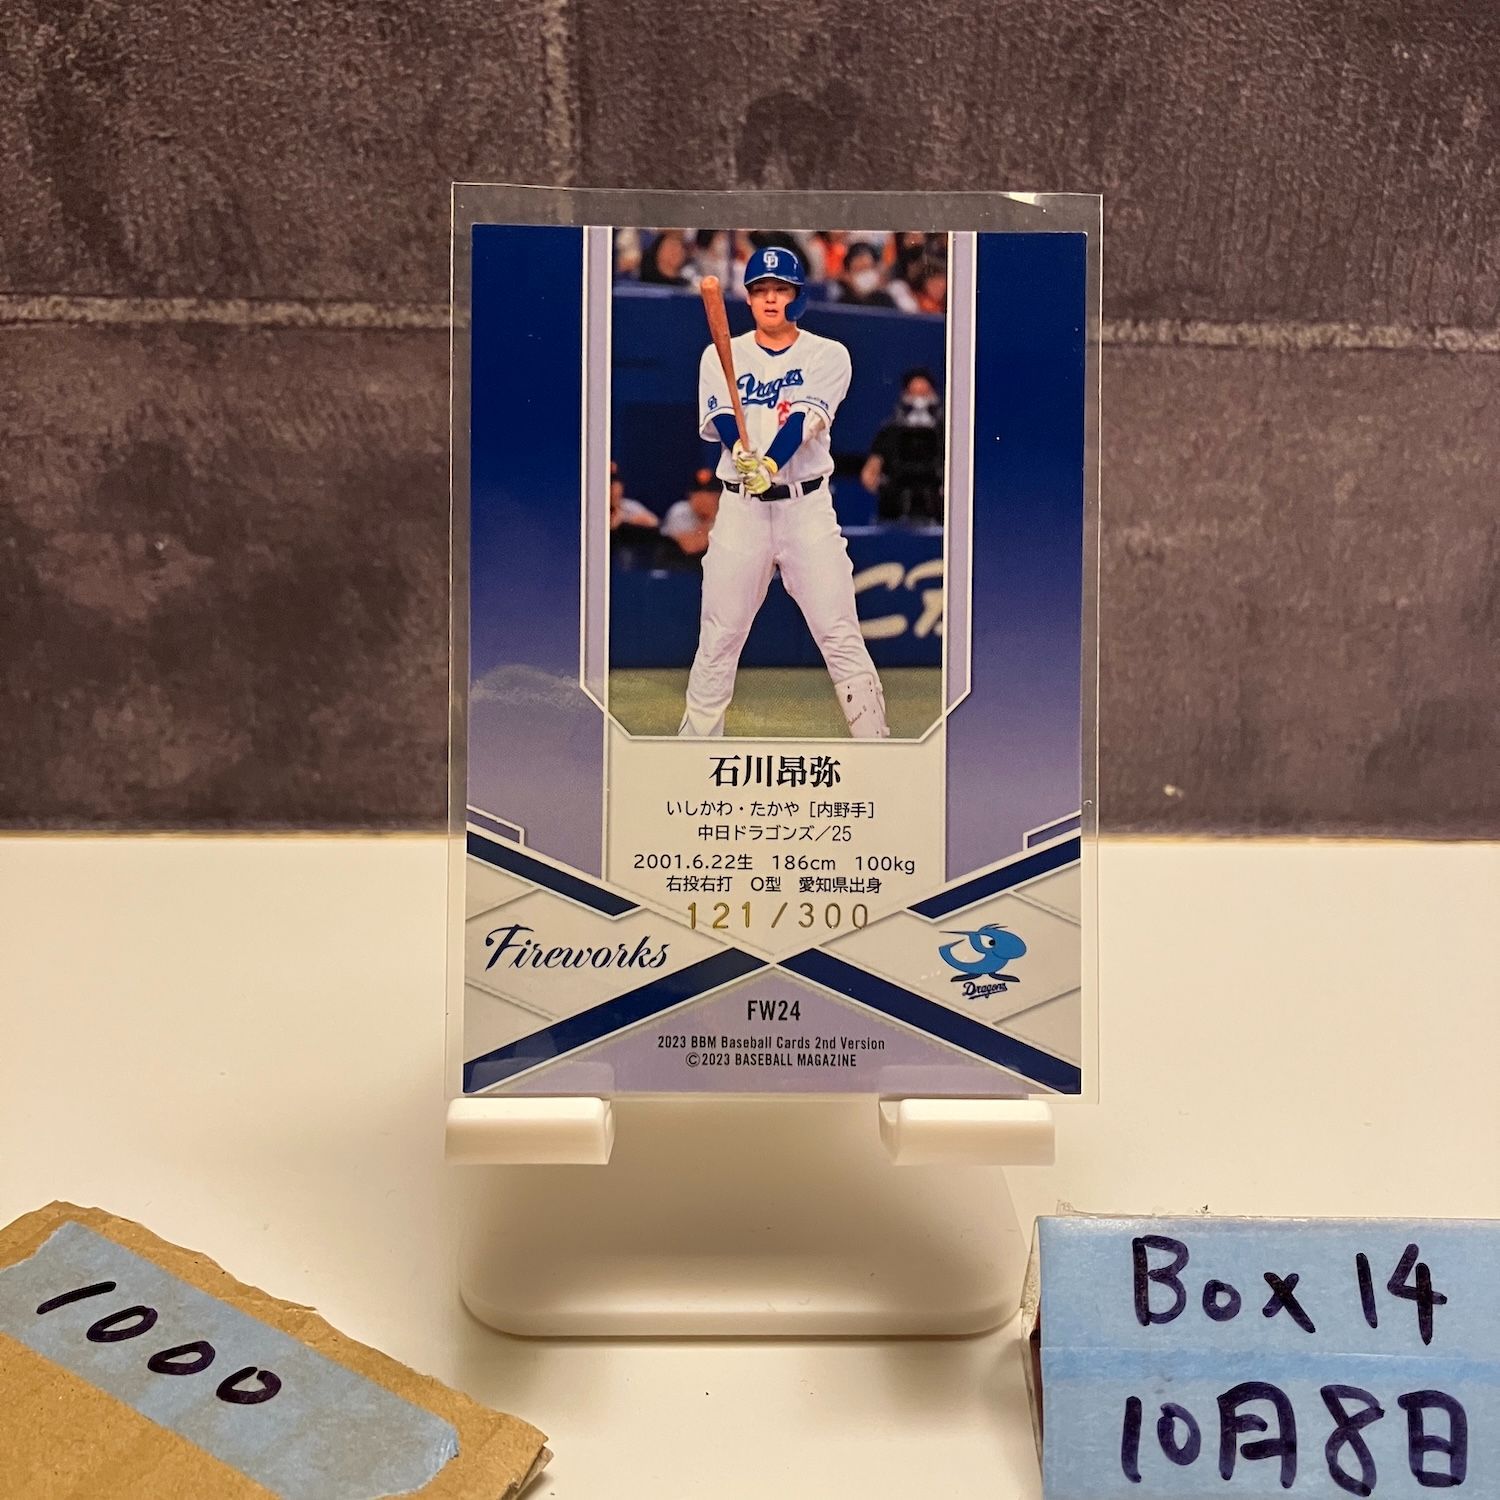 CD
Dragons
石川昂弥
いしかわ・たかや［内野手］
中日ドラゴンズ／25
2001.6.22生 186cm 100kg
右投右打 O型 愛知県出身
121/300
Fireworks
Dragons
FW24
2023 BBM Baseball Cards 2nd Version
©2023 BASEBALL MAGAZINE
1000
Box 14
10月8日